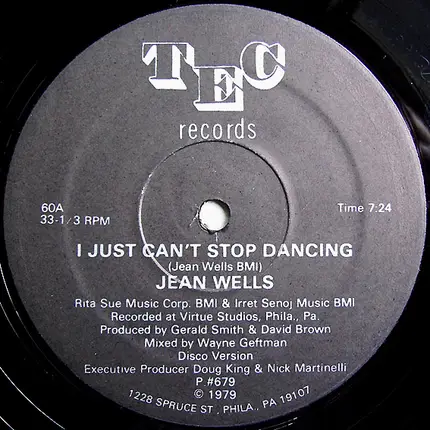 TEC
records
60A
33-1/3 RPM
Time 7:24
I JUST CAN'T STOP DANCING
(Jean Wells BMI)
JEAN WELLS
Rita Sue Music Corp. BMI & Irret Senoj Music BMI
Recorded at Virtue Studios, Phila., Pa.
Produced by Gerald Smith & David Brown
Mixed by Wayne Geftman
Disco Version
Executive Producer Doug King & Nick Martinelli
P #679
© 1979
1228 SPRUCE ST., PHILA., PA 19107